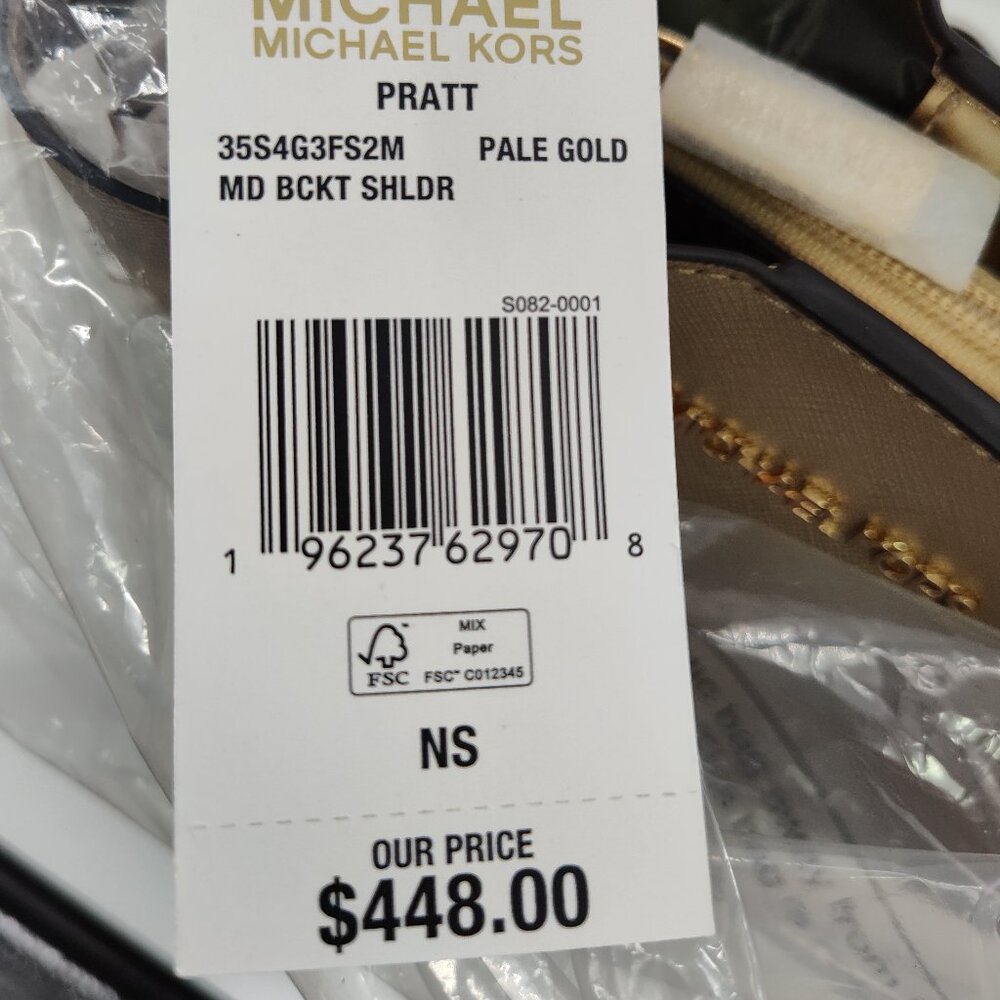 MICHAEL
MICHAEL KORS
PRATT
35S4G3FS2M PALE GOLD
MD BCKT SHLDR
S082-0001
1 96237 62970 8
MIX
Paper
FSC™ C012345
FSC
NS
OUR PRICE
$448.00